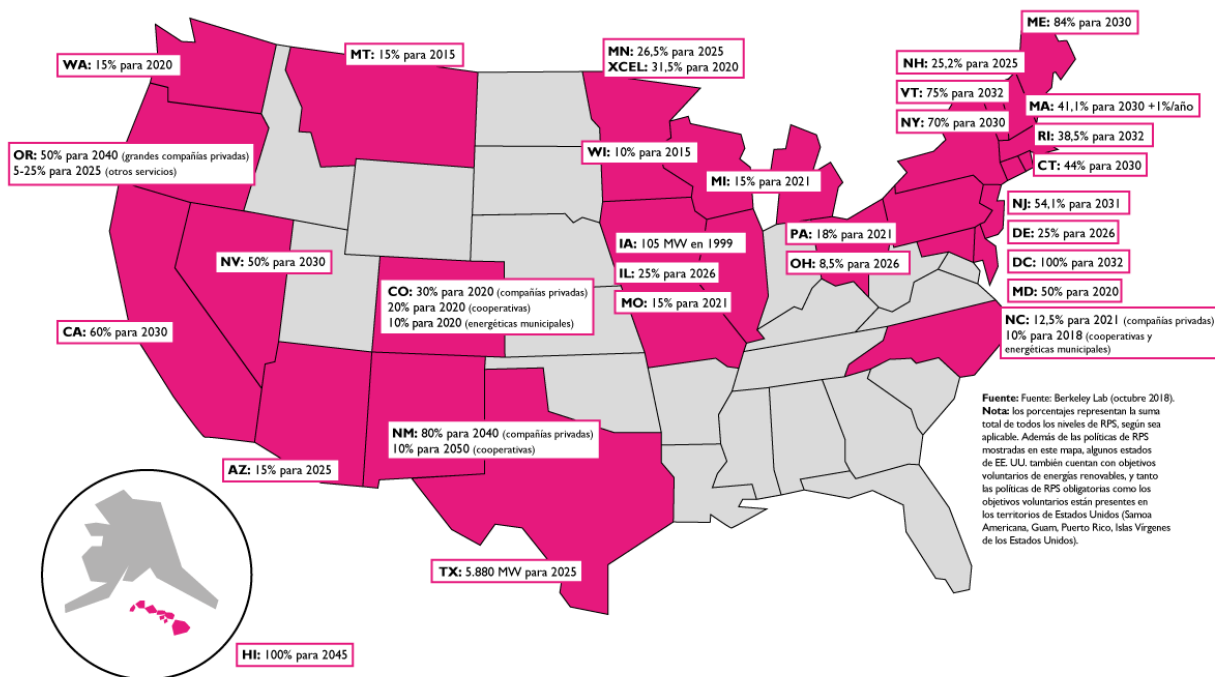 ME: 84% para 2030
MT: 15% para 2015
MN: 26,5% para 2025
XCEL: 31,5% para 2020
WA: 15% para 2020
NH: 25,2% para 2025
VT: 75% para 2032
MA: 41,1% para 2030 +1%/año
NY: 70% para 2030
RI: 38,5% para 2032
OR: 50% para 2040 (grandes compañías privadas)
5-25% para 2025 (otros servicios)
WI: 10% para 2015
CT: 44% para 2030
MI: 15% para 2021
NJ: 54,1% para 2031
PA: 18% para 2021
DE: 25% para 2026
IA: 105 MW en 1999
NV: 50% para 2030
OH: 8,5% para 2026
DC: 100% para 2032
IL: 25% para 2026
CO: 30% para 2020 (compañías privadas)
20% para 2020 (cooperativas)
10% para 2020 (energéticas municipales)
MO: 15% para 2021
MD: 50% para 2020
CA: 60% para 2030
NC: 12,5% para 2021 (compañías privadas)
10% para 2018 (cooperativas y
energéticas municipales)
Fuente: Fuente: Berkeley Lab (octubre 2018).
Nota: los porcentajes representan la suma
total de todos los niveles de RPS, según sea
aplicable. Además de las políticas de RPS
mostradas en este mapa, algunos estados
de EE. UU. también cuentan con objetivos
voluntarios de energías renovables, y tanto
las políticas de RPS obligatorias como los
objetivos voluntarios están presentes en
los territorios de Estados Unidos (Samoa
Americana, Guam, Puerto Rico, Islas Vírgenes
de los Estados Unidos).
NM: 80% para 2040 (compañías privadas)
10% para 2050 (cooperativas)
AZ: 15% para 2025
TX: 5.880 MW para 2025
HI: 100% para 2045